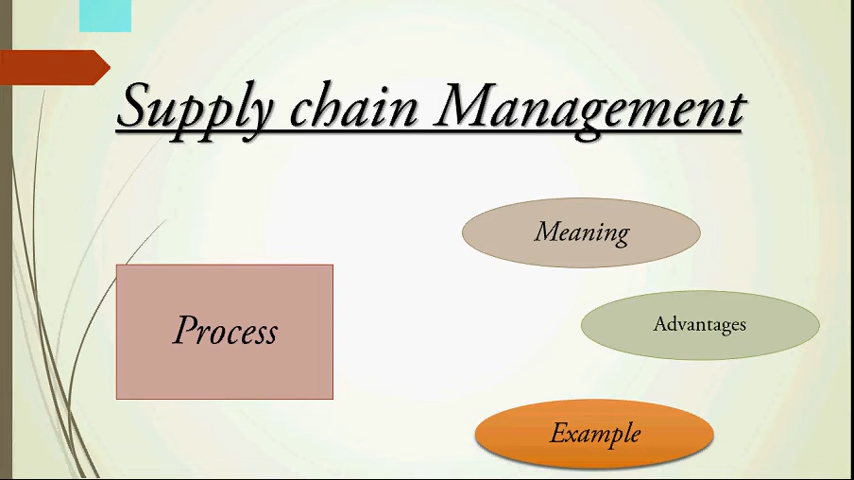 Supply chain Management
Meaning
Process
Advantages
Example